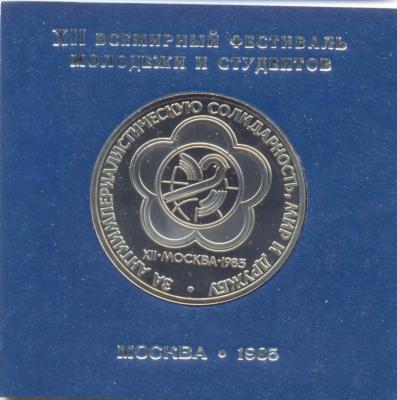 XII ВСЕМИРНЫЙ ФЕСТИВАЛЬ
МОЛОДЕЖИ И СТУДЕНТОВ
ЗА АНТИИМПЕРИАЛИСТИЧЕСКУЮ СОЛИДАРНОСТЬ, МИР И ДРУЖБУ
XII·МОСКВА·1985
МОСКВА • 1985